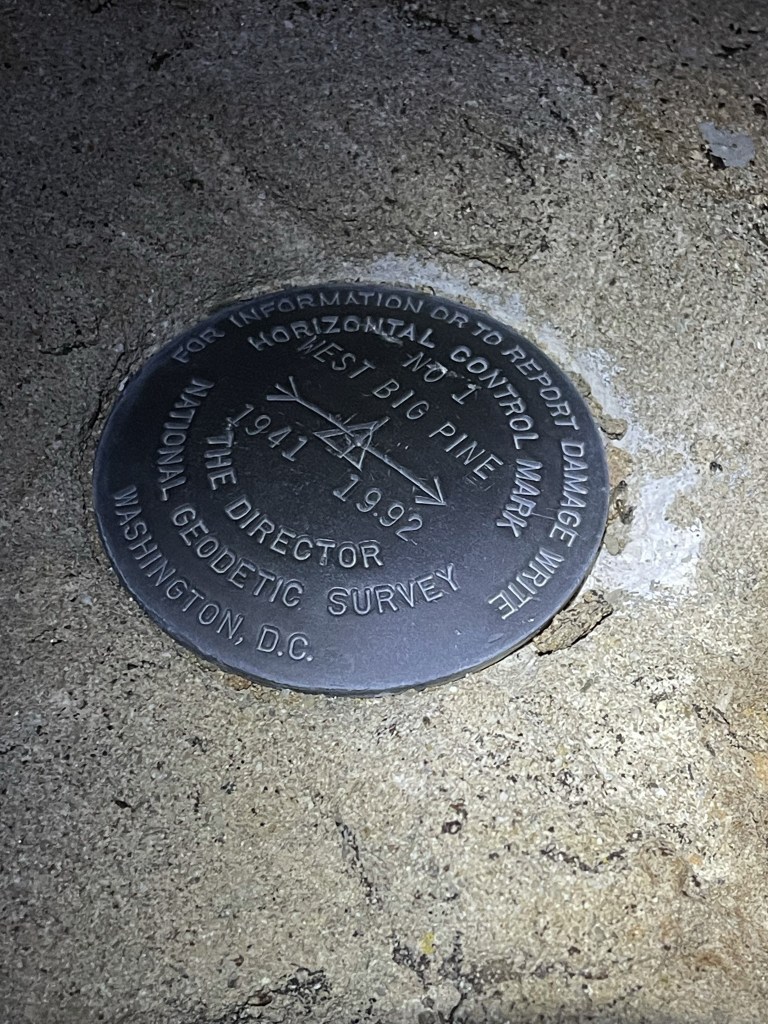 FOR INFORMATION OR TO REPORT DAMAGE WRITE
HORIZONTAL CONTROL MARK
NO 1
WEST BIG PINE
1941 1992
THE DIRECTOR
NATIONAL GEODETIC SURVEY
WASHINGTON, D.C.